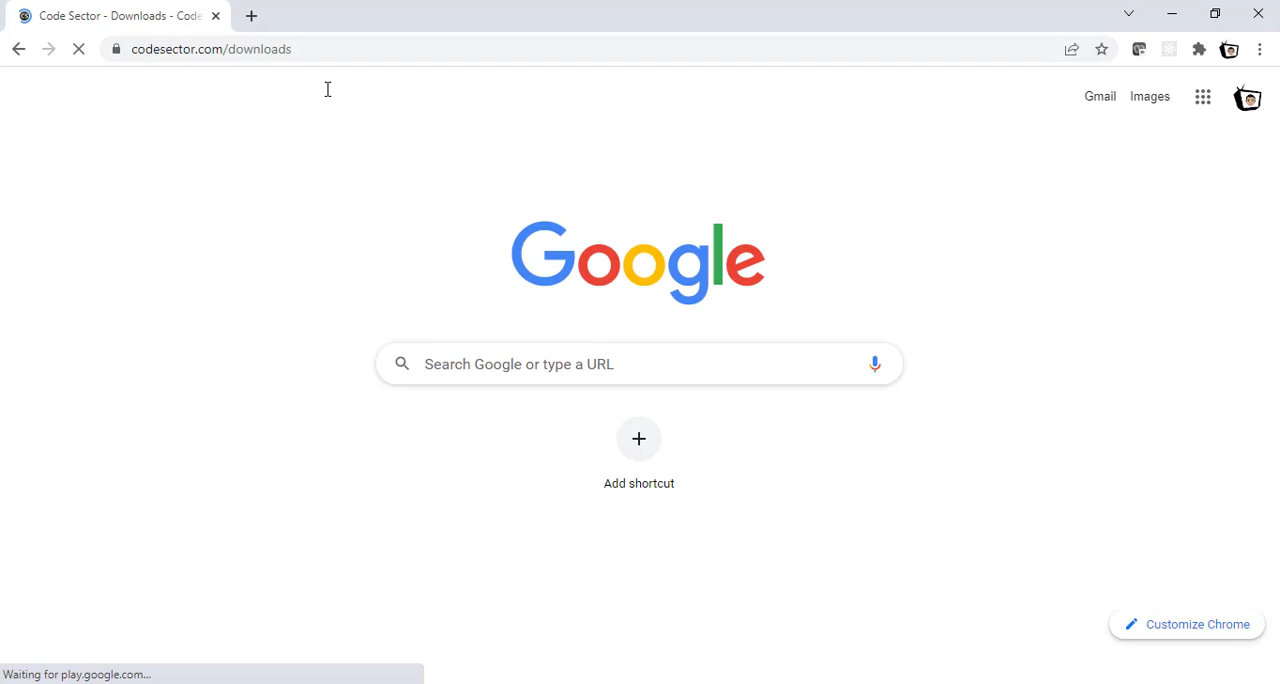 Code Sector - Downloads - Code
codesector.com/downloads
Gmail Images
Google
Search Google or type a URL
Add shortcut
Customize Chrome
Waiting for play.google.com...